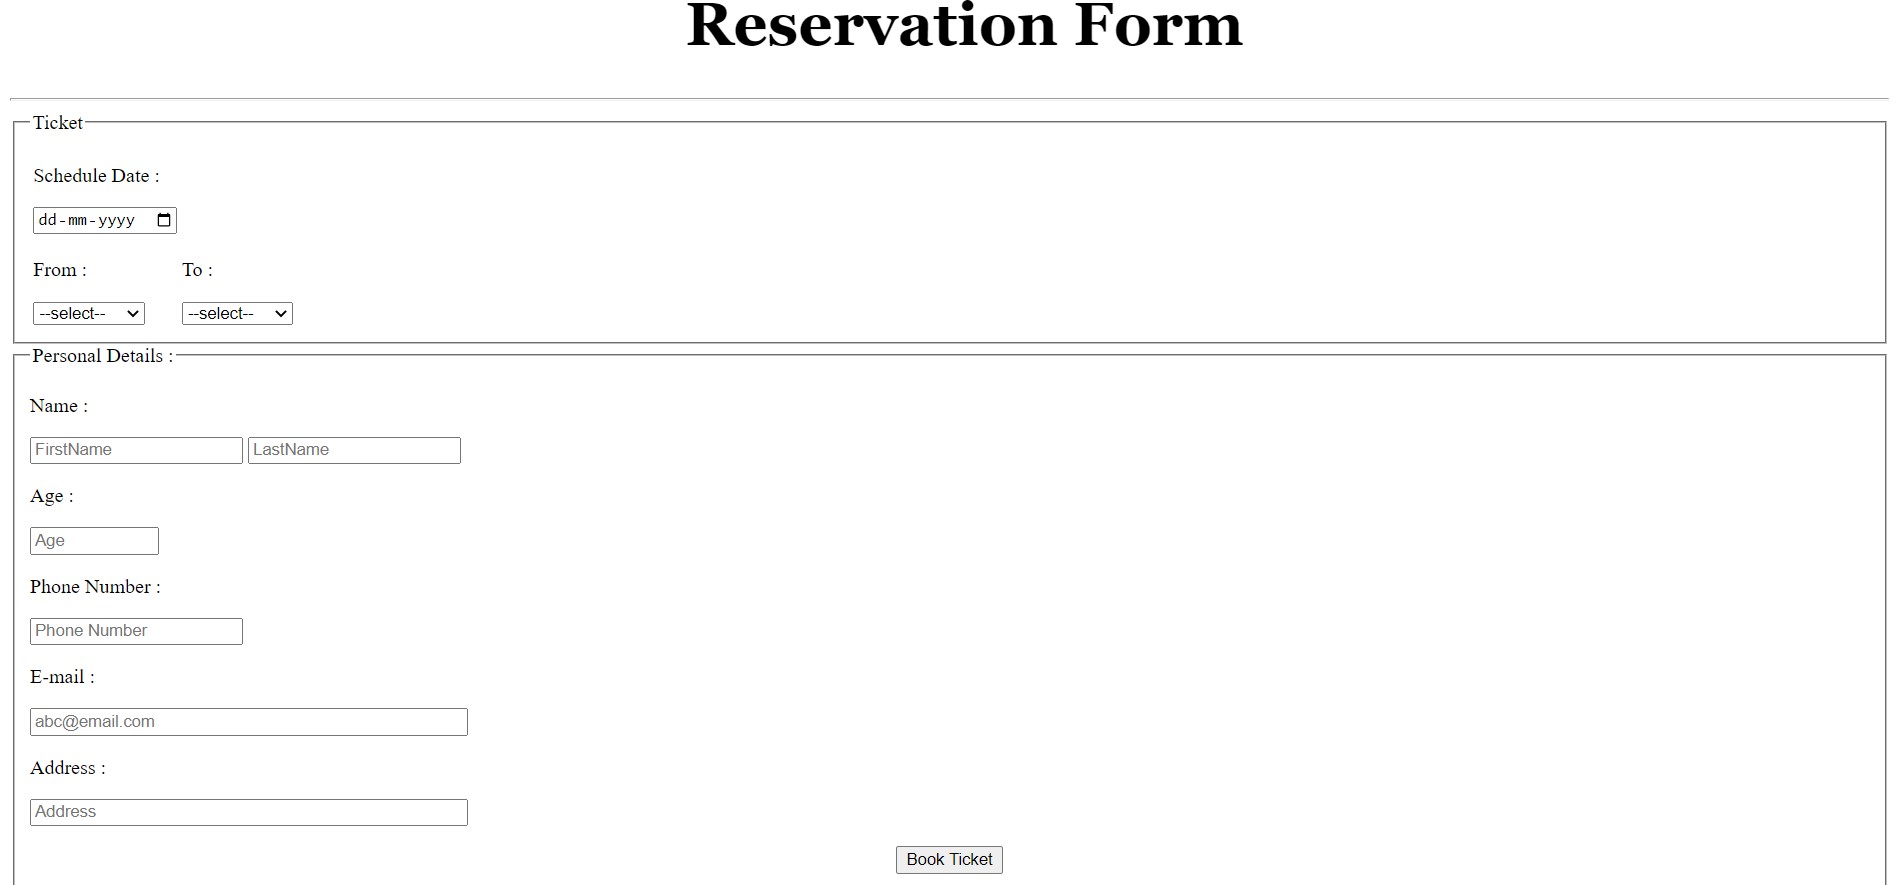 Reservation Form
Ticket
Schedule Date :
dd-mm-yyyy
From : To :
--select-- --select--
Personal Details :
Name :
FirstName LastName
Age :
Age
Phone Number :
Phone Number
E-mail :
abc@email.com
Address :
Address
Book Ticket